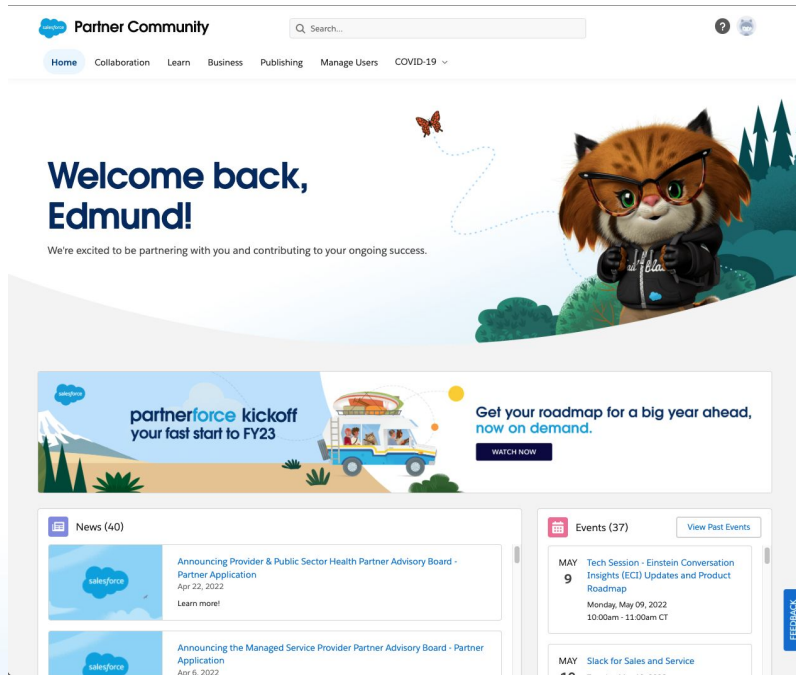 salesforce
Partner Community
Search...
?
Home
Collaboration
Learn
Business
Publishing
Manage Users
COVID-19
Welcome back,
Edmund!
We're excited to be partnering with you and contributing to your ongoing success.
salesforce
partnerforce kickoff
your fast start to FY23
Get your roadmap for a big year ahead,
now on demand.
WATCH NOW
News (40)
salesforce
Announcing Provider & Public Sector Health Partner Advisory Board -
Partner Application
Apr 22, 2022
Learn more!
salesforce
Announcing the Managed Service Provider Partner Advisory Board - Partner
Application
Apr 6, 2022
Events (37)
View Past Events
MAY
9
Tech Session - Einstein Conversation
Insights (ECI) Updates and Product
Roadmap
Monday, May 09, 2022
10:00am - 11:00am CT
MAY
Slack for Sales and Service
FEEDBACK